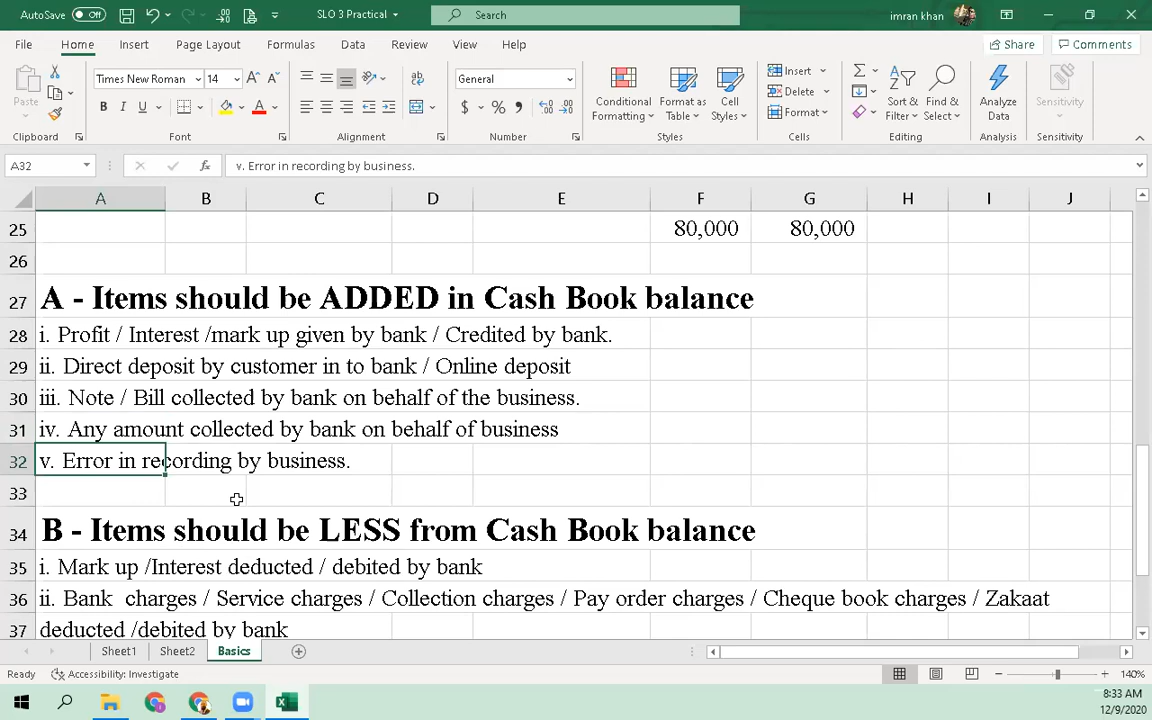 AutoSave Off SLO 3 Practical Search imran khan
File Home Insert Page Layout Formulas Data Review View Help Share Comments
Paste Times New Roman 14 General Conditional Formatting Format as Table Cell Styles Insert Delete Format Sort & Filter Find & Select Analyze Data Sensitivity
Clipboard Font Alignment Number Styles Cells Editing Analysis Sensitivity
A32 fx v. Error in recording by business.
A B C D E F G H I J
25 80,000 80,000
26
27 A - Items should be ADDED in Cash Book balance
28 i. Profit / Interest /mark up given by bank / Credited by bank.
29 ii. Direct deposit by customer in to bank / Online deposit
30 iii. Note / Bill collected by bank on behalf of the business.
31 iv. Any amount collected by bank on behalf of business
32 v. Error in recording by business.
33
34 B - Items should be LESS from Cash Book balance
35 i. Mark up /Interest deducted / debited by bank
36 ii. Bank charges / Service charges / Collection charges / Pay order charges / Cheque book charges / Zakaat
37 deducted /debited by bank
Sheet1 Sheet2 Basics
Ready Accessibility: Investigate 140%
8:33 AM
12/9/2020